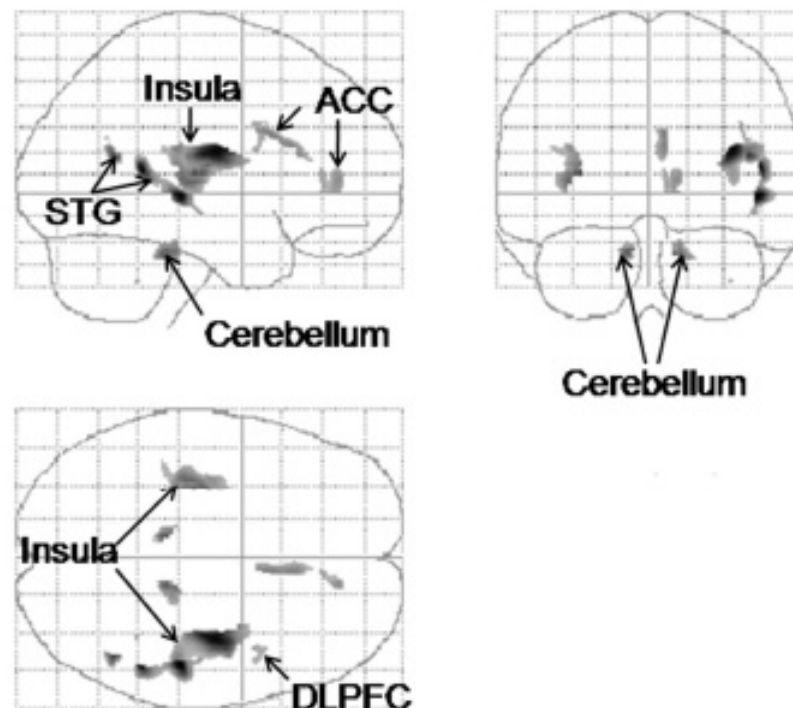 Insula
ACC
STG
Cerebellum
Cerebellum
Insula
DLPFC